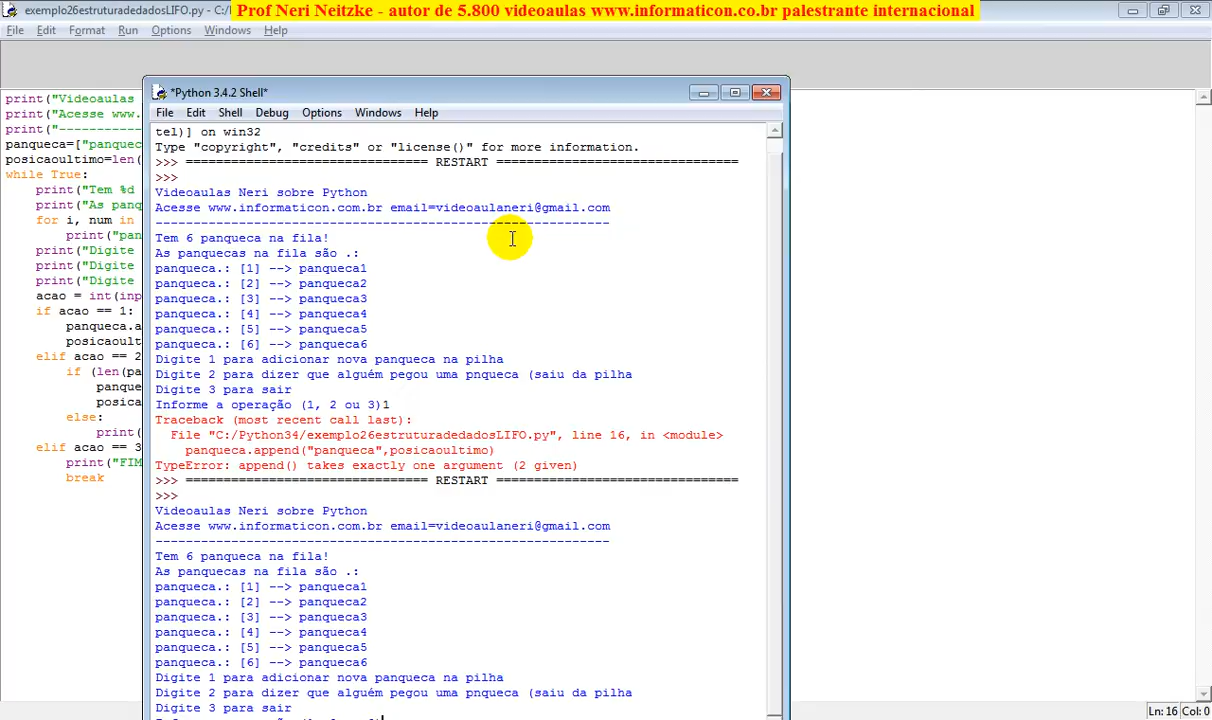 exemplo26estruturadedadosLIFO.py - C:/
Prof Neri Neitzke - autor de 5.800 videoaulas www.informaticon.co.br palestrante internacional
File Edit Format Run Options Windows Help
print("Videoaulas
print("Acesse www.
print("------------
panqueca=["panquec
posicaoultimo=len(
while True:
print("Tem %d
print("As panq
for i, num in
print("pan
print("Digite
print("Digite
print("Digite
acao = int(inp
if acao == 1:
panqueca.a
posicaoult
elif acao == 2
if (len(pa
panque
posica
else:
print(
elif acao == 3
print("FIM
break
*Python 3.4.2 Shell*
File Edit Shell Debug Options Windows Help
tel)] on win32
Type "copyright", "credits" or "license()" for more information.
>>> ================================ RESTART ================================
>>>
Videoaulas Neri sobre Python
Acesse www.informaticon.com.br email=videoaulaneri@gmail.com
------------------------------------------------------------
Tem 6 panqueca na fila!
As panquecas na fila são .:
panqueca.: [1] --> panqueca1
panqueca.: [2] --> panqueca2
panqueca.: [3] --> panqueca3
panqueca.: [4] --> panqueca4
panqueca.: [5] --> panqueca5
panqueca.: [6] --> panqueca6
Digite 1 para adicionar nova panqueca na pilha
Digite 2 para dizer que alguém pegou uma pnqueca (saiu da pilha
Digite 3 para sair
Informe a operação (1, 2 ou 3)1
Traceback (most recent call last):
File "C:/Python34/exemplo26estruturadedadosLIFO.py", line 16, in <module>
panqueca.append("panqueca",posicaoultimo)
TypeError: append() takes exactly one argument (2 given)
>>> ================================ RESTART ================================
>>>
Videoaulas Neri sobre Python
Acesse www.informaticon.com.br email=videoaulaneri@gmail.com
------------------------------------------------------------
Tem 6 panqueca na fila!
As panquecas na fila são .:
panqueca.: [1] --> panqueca1
panqueca.: [2] --> panqueca2
panqueca.: [3] --> panqueca3
panqueca.: [4] --> panqueca4
panqueca.: [5] --> panqueca5
panqueca.: [6] --> panqueca6
Digite 1 para adicionar nova panqueca na pilha
Digite 2 para dizer que alguém pegou uma pnqueca (saiu da pilha
Digite 3 para sair
Ln: 16 Col: 0